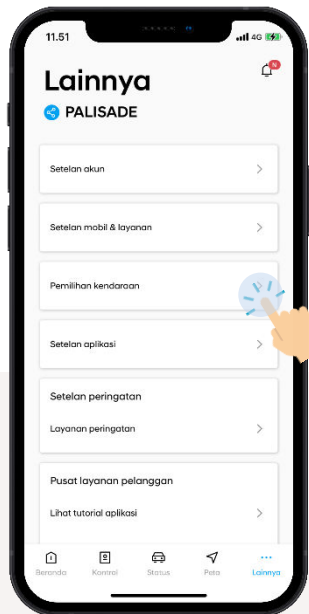 11.51
4G
N
Lainnya
PALISADE
Setelan akun
Setelan mobil & layanan
Pemilihan kendaraan
Setelan aplikasi
Setelan peringatan
Layanan peringatan
Pusat layanan pelanggan
Lihat tutorial aplikasi
Beranda Kontrol Status Peta Lainnya